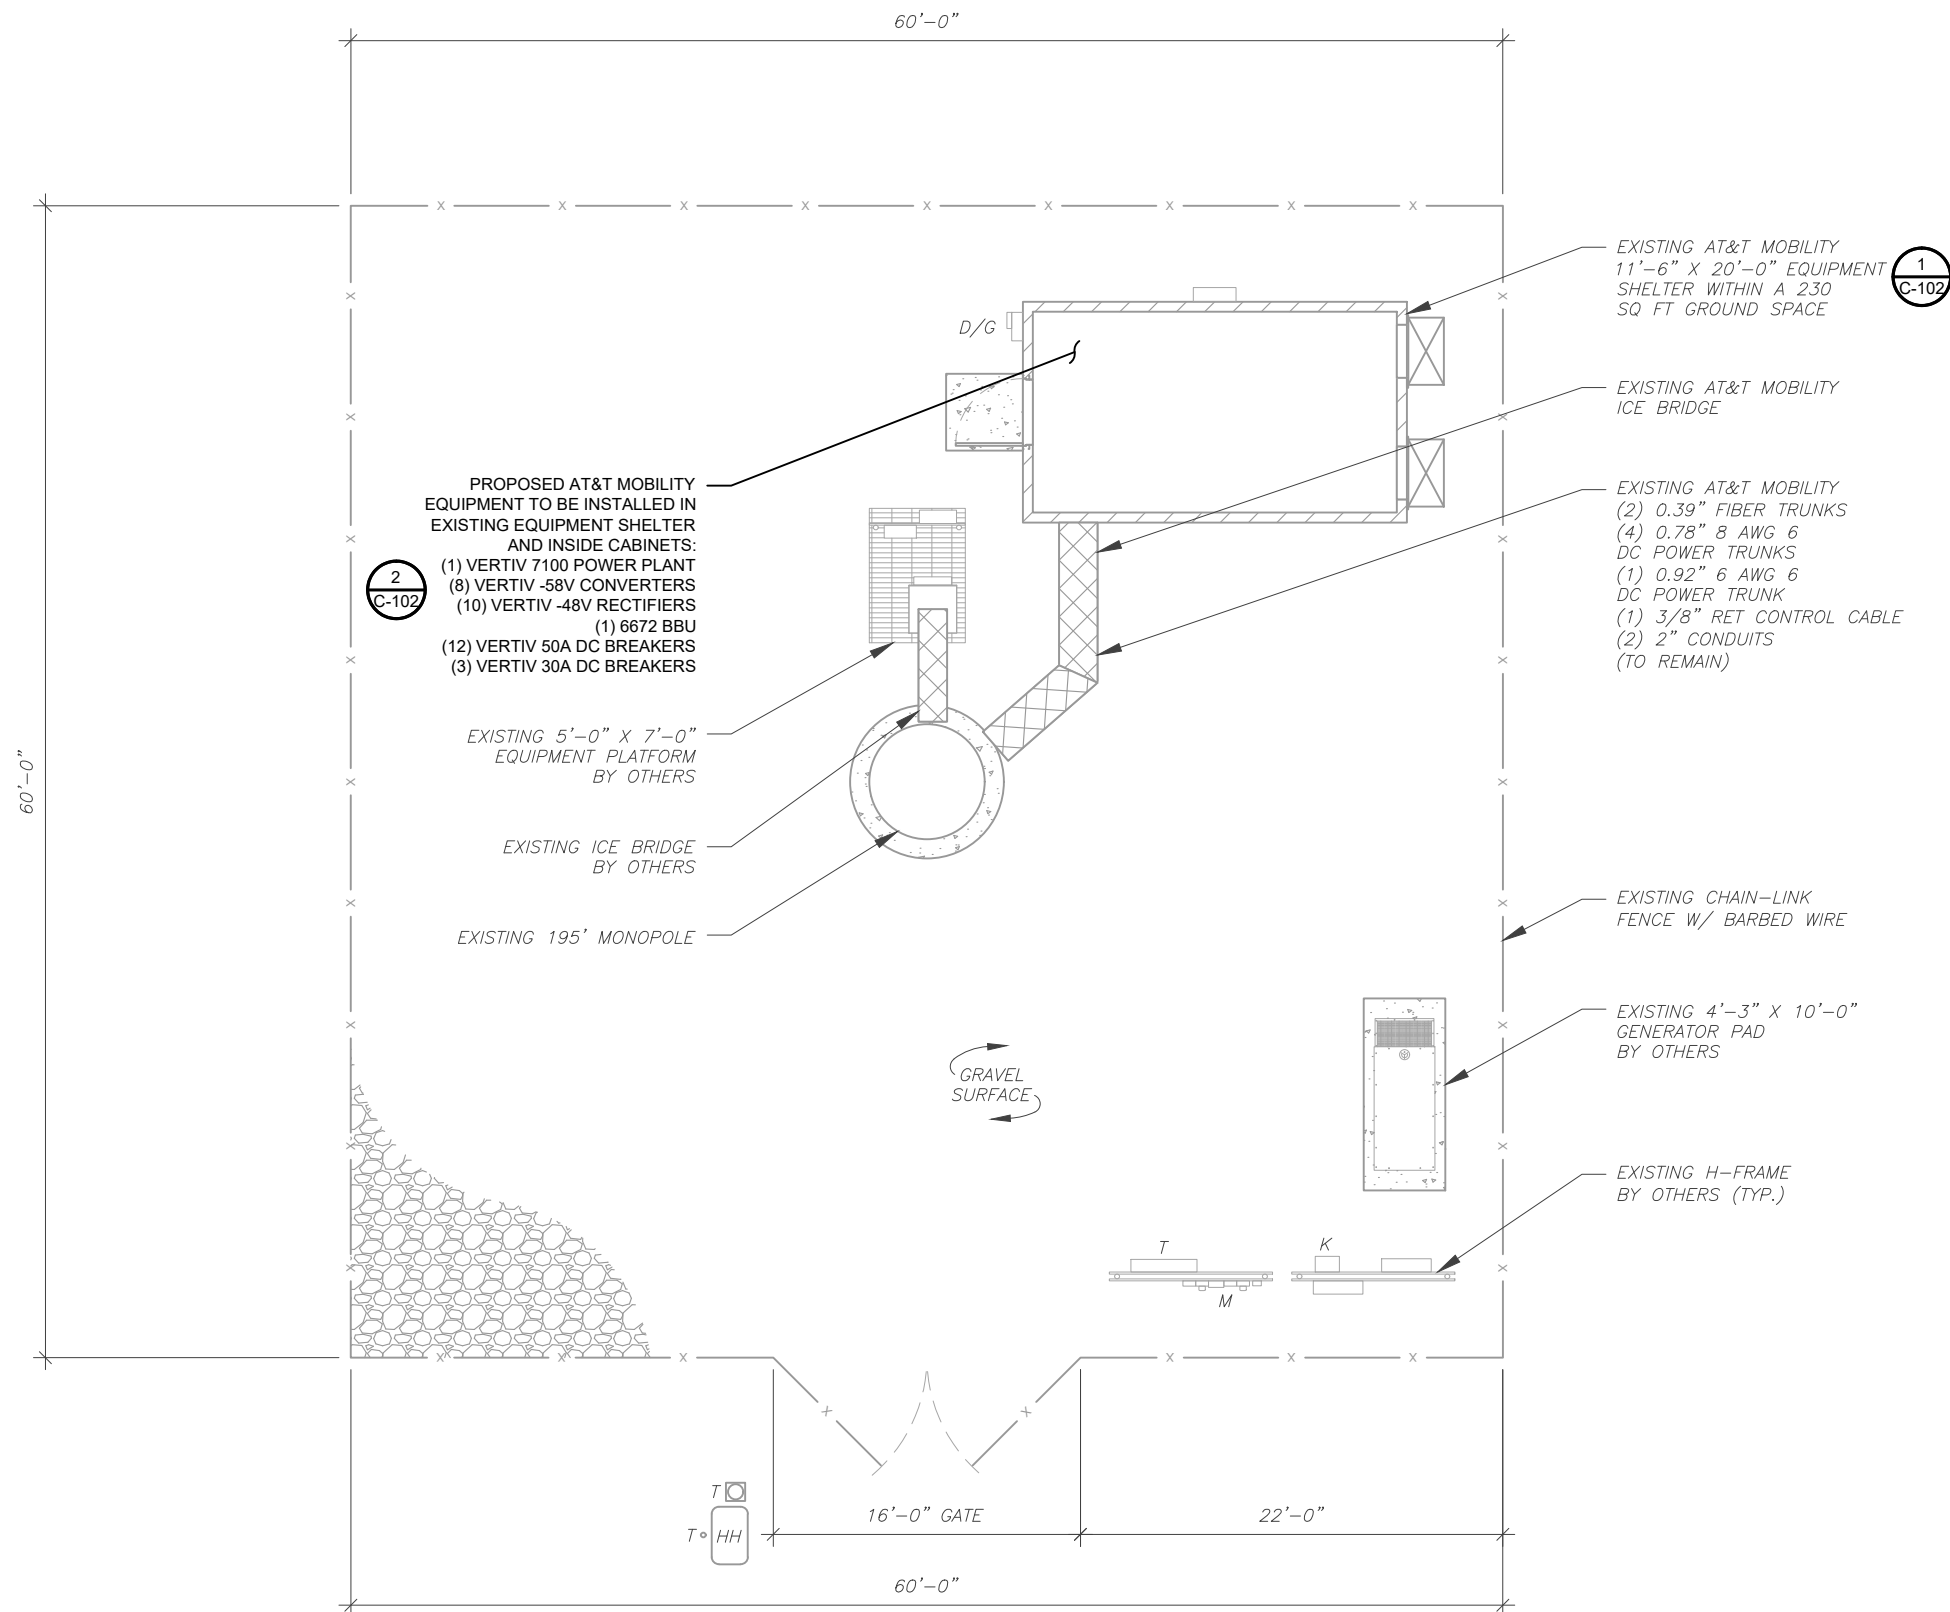 60'-0"
EXISTING AT&T MOBILITY
11'-6" X 20'-0" EQUIPMENT
SHELTER WITHIN A 230
SQ FT GROUND SPACE
1
C-102
D/G
EXISTING AT&T MOBILITY
ICE BRIDGE
PROPOSED AT&T MOBILITY
EQUIPMENT TO BE INSTALLED IN
EXISTING EQUIPMENT SHELTER
AND INSIDE CABINETS:
(1) VERTIV 7100 POWER PLANT
(8) VERTIV -58V CONVERTERS
(10) VERTIV -48V RECTIFIERS
(1) 6672 BBU
(12) VERTIV 50A DC BREAKERS
(3) VERTIV 30A DC BREAKERS
2
C-102
EXISTING AT&T MOBILITY
(2) 0.39" FIBER TRUNKS
(4) 0.78" 8 AWG 6
DC POWER TRUNKS
(1) 0.92" 6 AWG 6
DC POWER TRUNK
(1) 3/8" RET CONTROL CABLE
(2) 2" CONDUITS
(TO REMAIN)
EXISTING 5'-0" X 7'-0"
EQUIPMENT PLATFORM
BY OTHERS
60'-0"
EXISTING ICE BRIDGE
BY OTHERS
EXISTING 195' MONOPOLE
EXISTING CHAIN-LINK
FENCE W/ BARBED WIRE
EXISTING 4'-3" X 10'-0"
GENERATOR PAD
BY OTHERS
GRAVEL
SURFACE
EXISTING H-FRAME
BY OTHERS (TYP.)
T
K
M
T
T
HH
16'-0" GATE
22'-0"
60'-0"